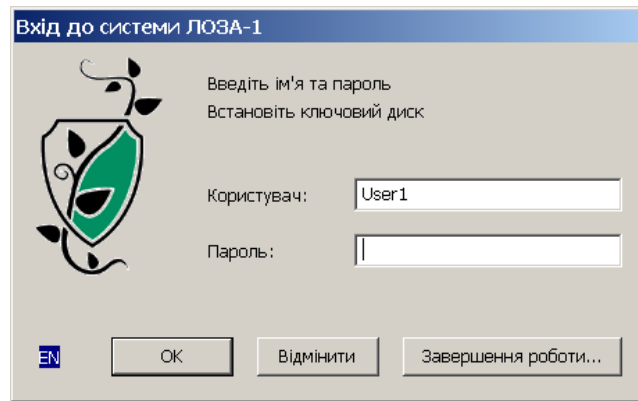 Вхід до системи ЛОЗА-1
Введіть ім'я та пароль
Встановіть ключовий диск
Користувач: User1
Пароль:
EN OK Відмінити Завершення роботи...